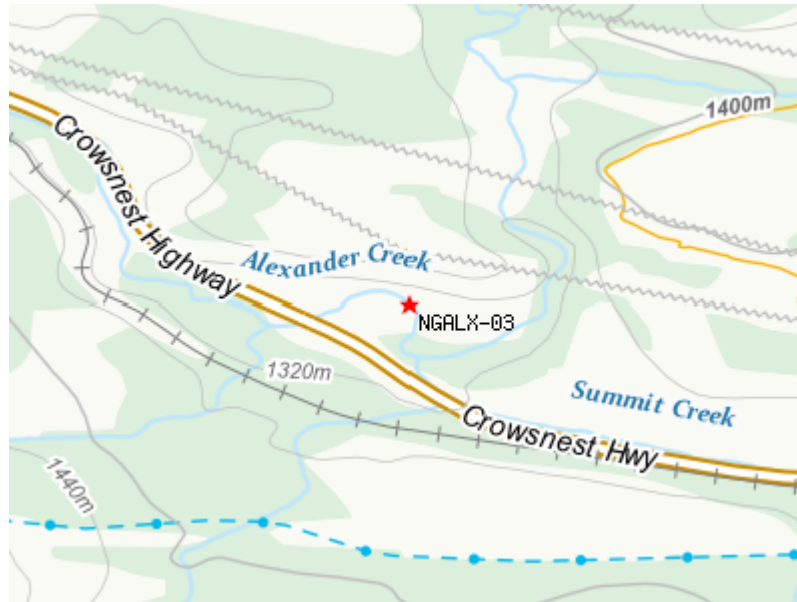 1400m
Crowsnest Highway
Alexander Creek
NGALX-03
1320m
Summit Creek
Crowsnest Hwy
1440m